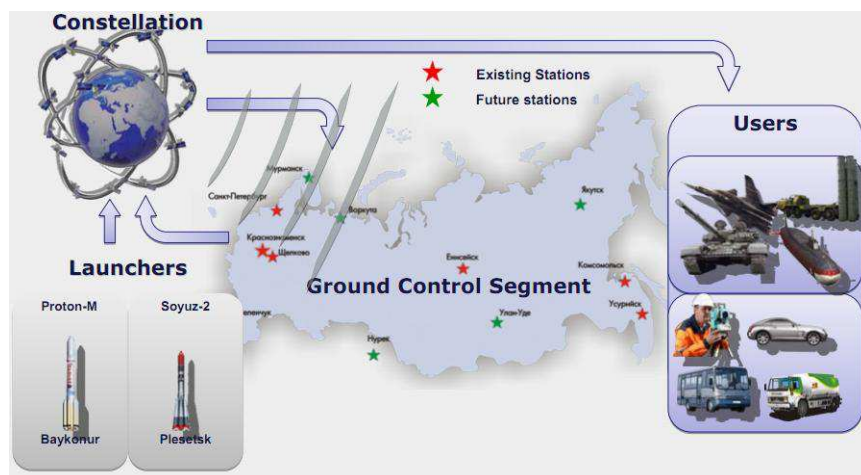 Constellation
Existing Stations
Future stations
Users
Мурманск
Санкт-Петербург
Воркута
Якутск
Краснознаменск
Щелково
Енисейск
Комсомольск
Launchers
Ground Control Segment
Уссурийск
Proton-M
Soyuz-2
Улан-Удэ
Нурек
Baykonur
Plesetsk